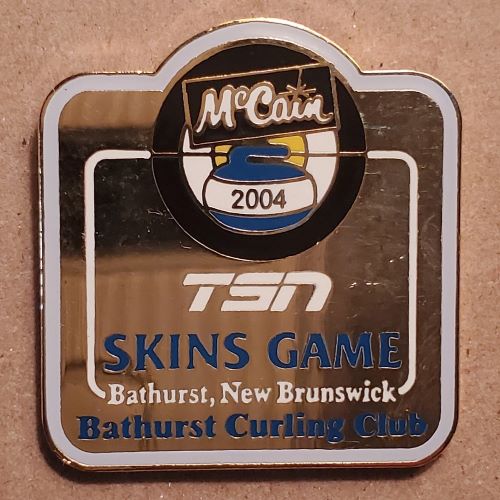 McCain
2004
TSN
SKINS GAME
Bathurst, New Brunswick
Bathurst Curling Club